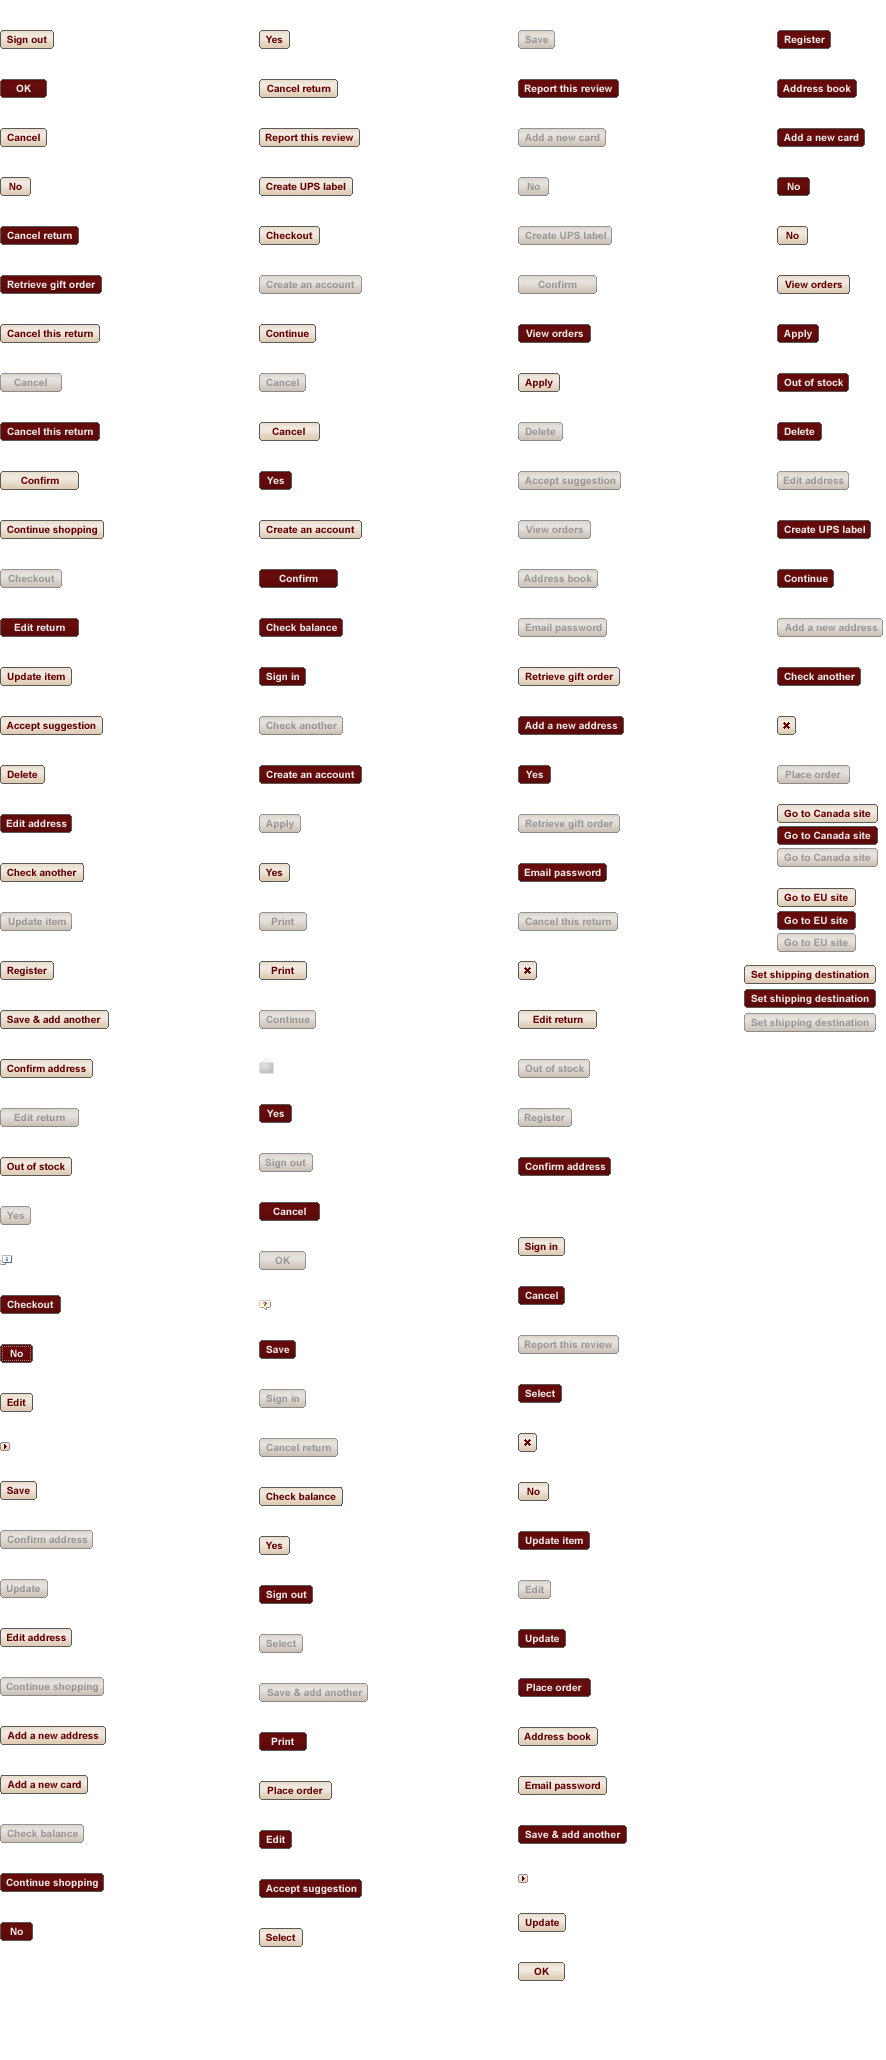 Sign out
OK
Cancel
No
Cancel return
Retrieve gift order
Cancel this return
Cancel
Cancel this return
Confirm
Continue shopping
Checkout
Edit return
Update item
Accept suggestion
Delete
Edit address
Check another
Update item
Register
Save & add another
Confirm address
Edit return
Out of stock
Yes
Checkout
No
Edit
Save
Confirm address
Update
Edit address
Continue shopping
Add a new address
Add a new card
Check balance
Continue shopping
No
Yes
Cancel return
Report this review
Create UPS label
Checkout
Create an account
Continue
Cancel
Cancel
Yes
Create an account
Confirm
Check balance
Sign in
Check another
Create an account
Apply
Yes
Print
Print
Continue
Yes
Sign out
Cancel
OK
?
Save
Sign in
Cancel return
Check balance
Yes
Sign out
Select
Save & add another
Print
Place order
Edit
Accept suggestion
Select
Save
Report this review
Add a new card
No
Create UPS label
Confirm
View orders
Apply
Delete
Accept suggestion
View orders
Address book
Email password
Retrieve gift order
Add a new address
Yes
Retrieve gift order
Email password
Cancel this return
Edit return
Out of stock
Register
Confirm address
Sign in
Cancel
Report this review
Select
No
Update item
Edit
Update
Place order
Address book
Email password
Save & add another
Update
OK
Register
Address book
Add a new card
No
No
View orders
Apply
Out of stock
Delete
Edit address
Create UPS label
Continue
Add a new address
Check another
Place order
Go to Canada site
Go to Canada site
Go to Canada site
Go to EU site
Go to EU site
Go to EU site
Set shipping destination
Set shipping destination
Set shipping destination